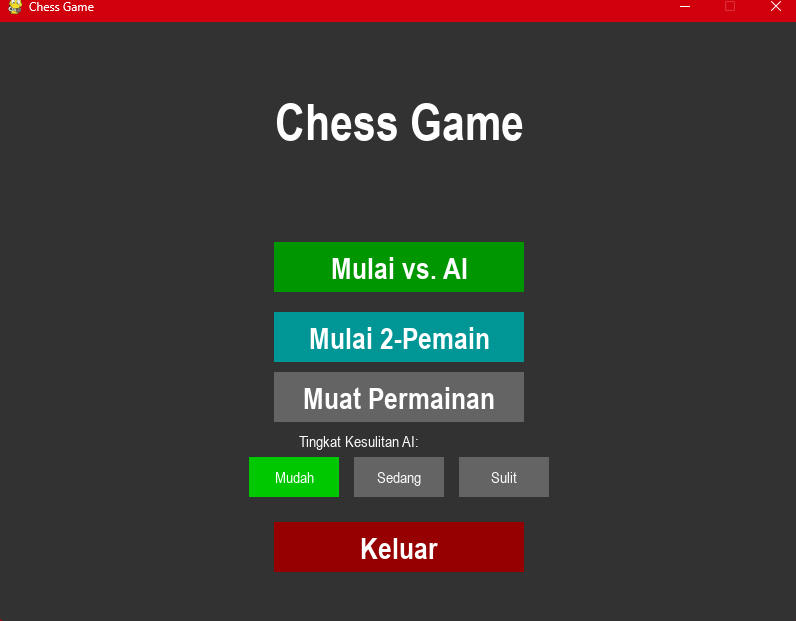 Chess Game
Chess Game
Mulai vs. AI
Mulai 2-Pemain
Muat Permainan
Tingkat Kesulitan AI:
Mudah Sedang Sulit
Keluar